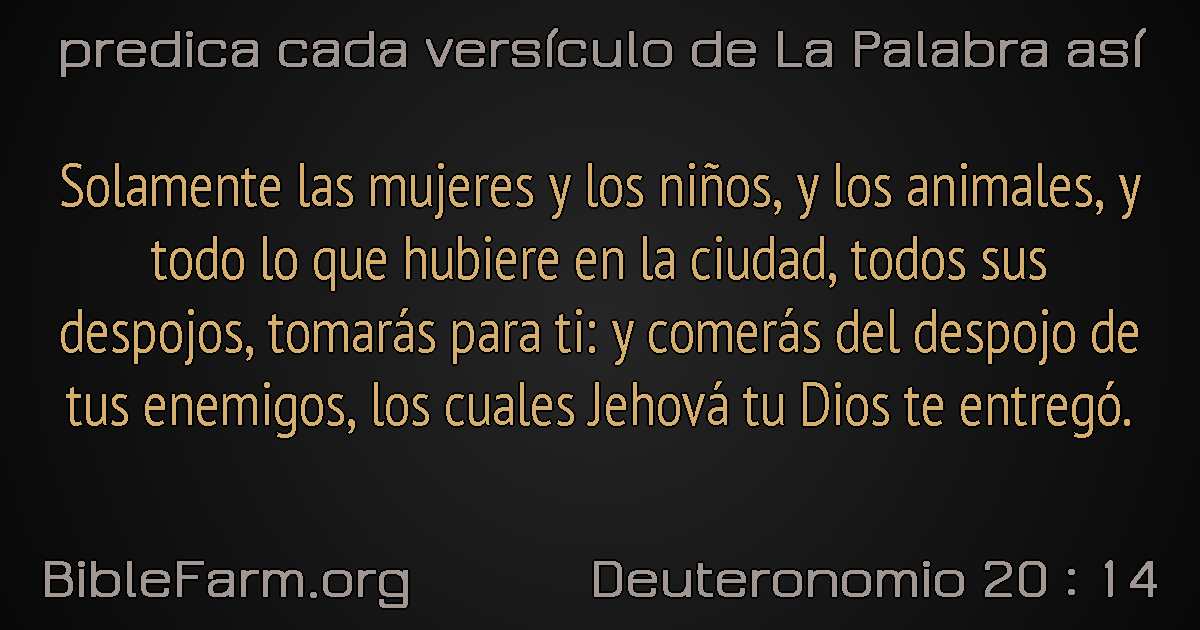 predica cada versículo de La Palabra así
Solamente las mujeres y los niños, y los animales, y
todo lo que hubiere en la ciudad, todos sus
despojos, tomarás para ti: y comerás del despojo de
tus enemigos, los cuales Jehová tu Dios te entregó.
BibleFarm.org
Deuteronomio 20 : 14